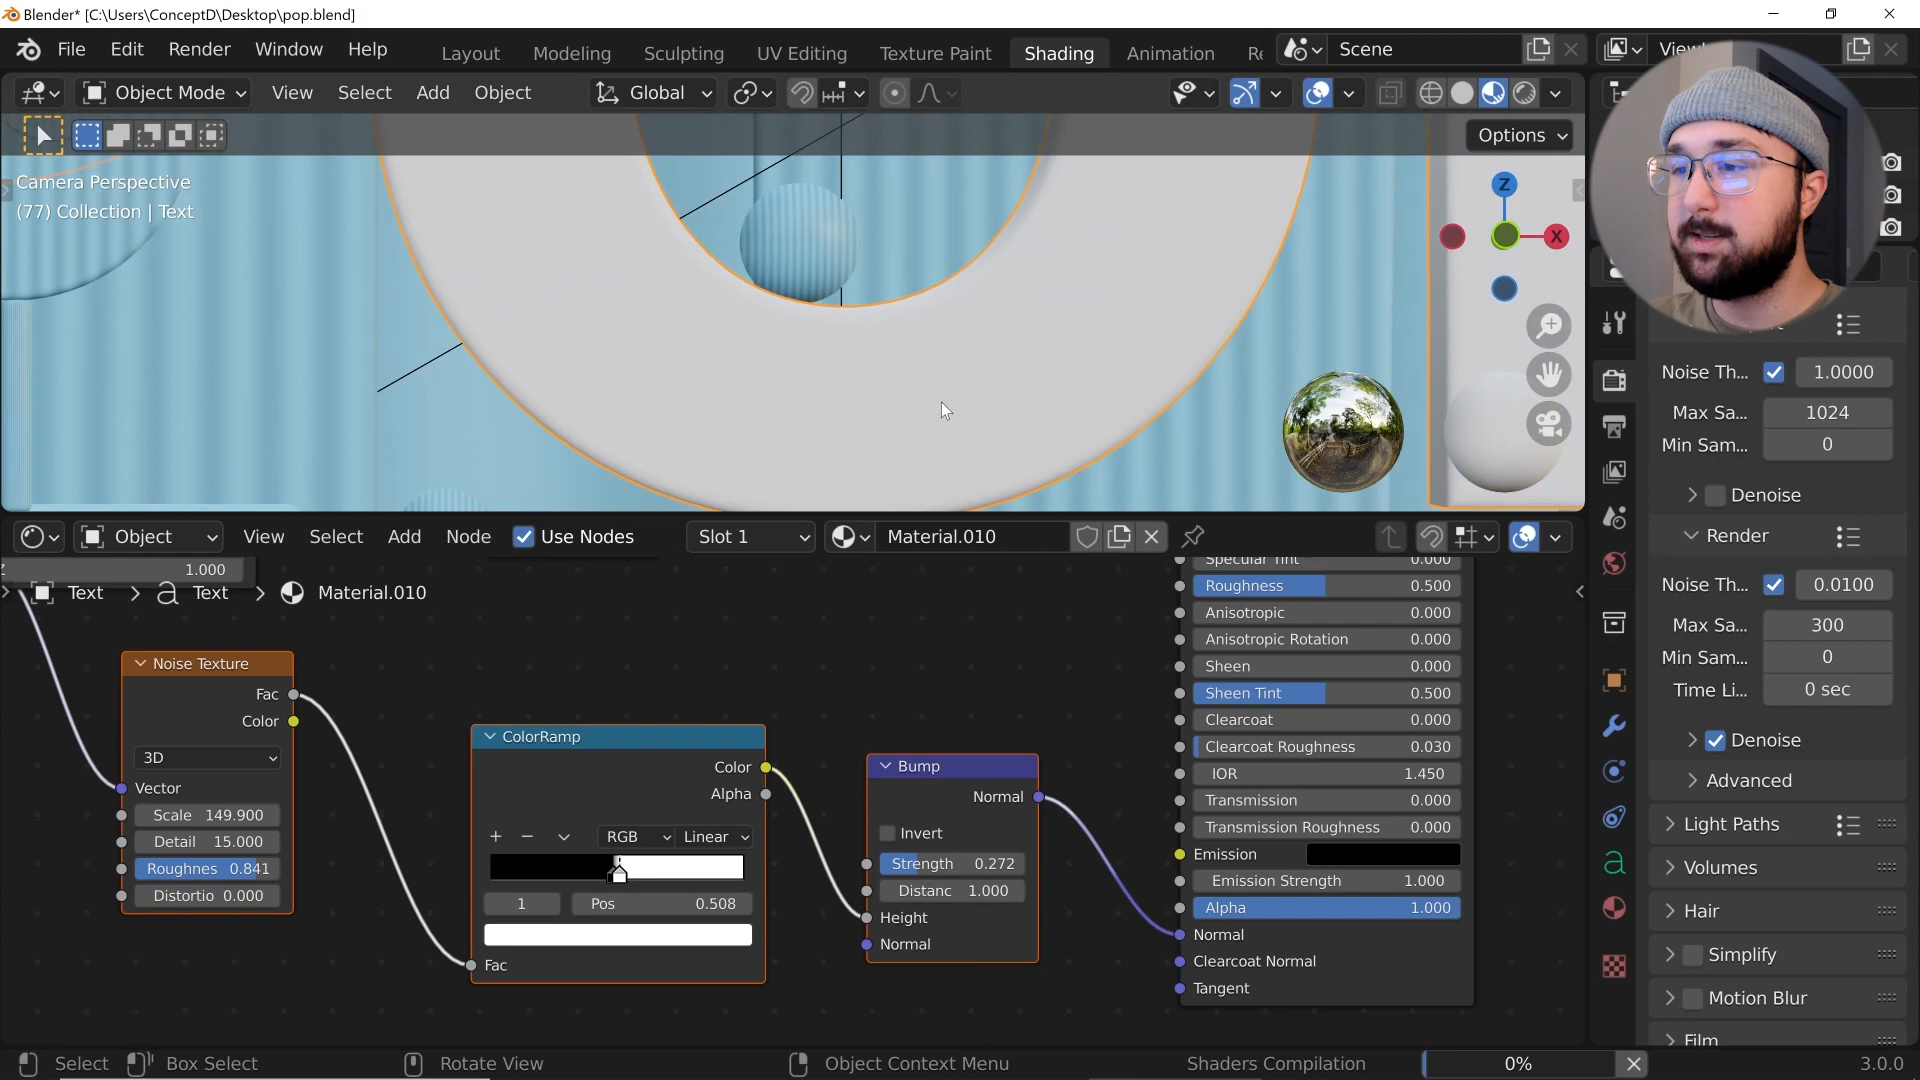 Blender* [C:\Users\ConceptD\Desktop\pop.blend]
File Edit Render Window Help Layout Modeling Sculpting UV Editing Texture Paint Shading Animation Scene
Object Mode View Select Add Object Global
Options
Camera Perspective
(77) Collection | Text
Z
X
Noise Th... 1.0000
Max Sa... 1024
Min Sam... 0
Denoise
Render
Noise Th... 0.0100
Max Sa... 300
Min Sam... 0
Time Li... 0 sec
Denoise
Advanced
Light Paths
Volumes
Hair
Simplify
Motion Blur
Film
Object View Select Add Node Use Nodes Slot 1 Material.010
Z 1.000
Text > Text > Material.010
Noise Texture
Fac
Color
3D
Vector
Scale 149.900
Detail 15.000
Roughnes 0.841
Distortio 0.000
ColorRamp
Color
Alpha
+ − RGB Linear
1 Pos 0.508
Fac
Bump
Normal
Invert
Strength 0.272
Distanc 1.000
Height
Normal
Specular Tint 0.000
Roughness 0.500
Anisotropic 0.000
Anisotropic Rotation 0.000
Sheen 0.000
Sheen Tint 0.500
Clearcoat 0.000
Clearcoat Roughness 0.030
IOR 1.450
Transmission 0.000
Transmission Roughness 0.000
Emission
Emission Strength 1.000
Alpha 1.000
Normal
Clearcoat Normal
Tangent
Select Box Select Rotate View Object Context Menu Shaders Compilation 0% 3.0.0